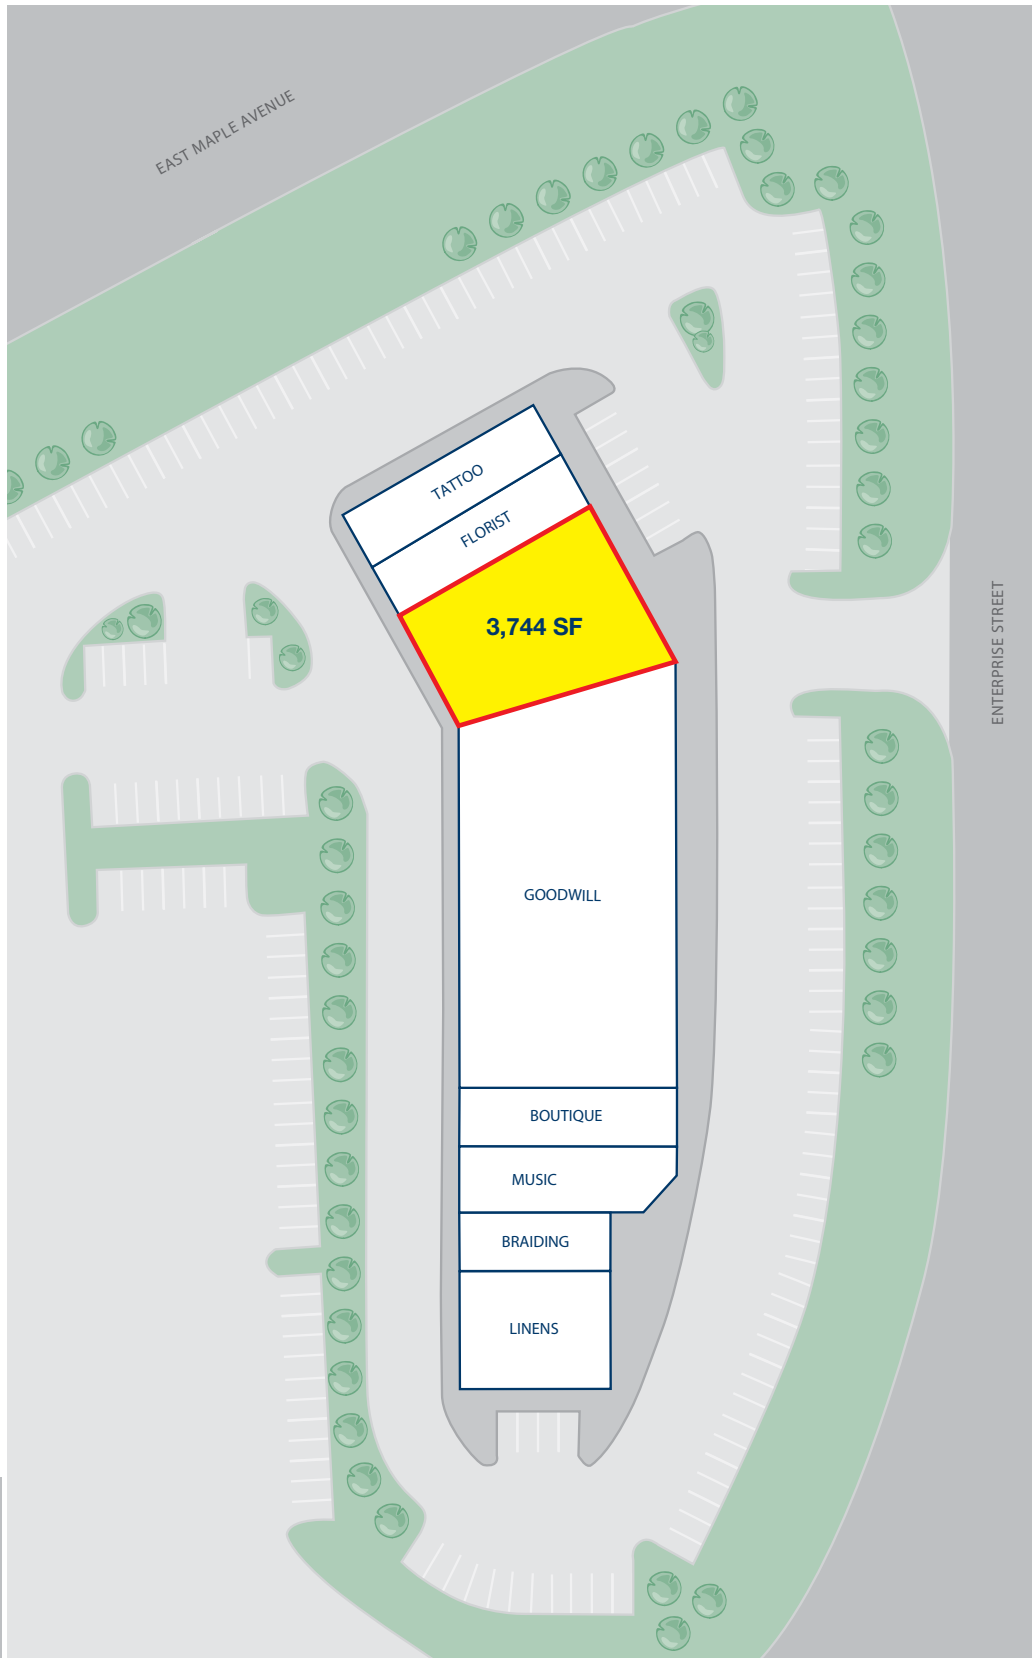 EAST MAPLE AVENUE
TATTOO
FLORIST
3,744 SF
ENTERPRISE STREET
GOODWILL
BOUTIQUE
MUSIC
BRAIDING
LINENS